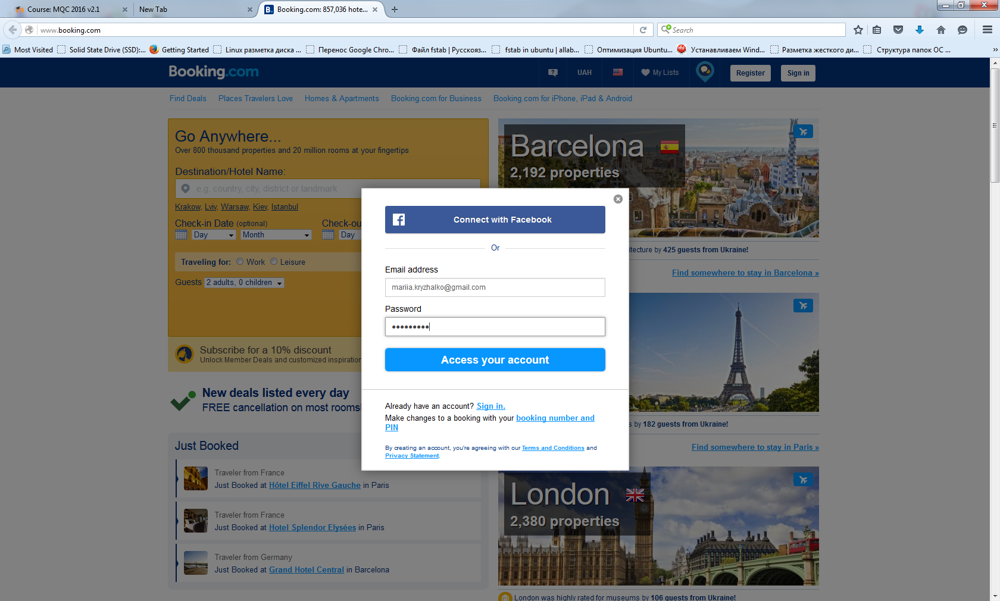 Course: MQC 2016 v2.1
New Tab
B. Booking.com: 857,036 hote...
www.booking.com
Search
Most Visited
Solid State Drive (SSD):...
Getting Started
Linux разметка диска ...
Перенос Google Chro...
Файл fstab | Русскояз...
fstab in ubuntu | allab...
Оптимизация Ubuntu...
Устанавливаем Wind...
Разметка жесткого ди...
Структура папок ОС ...
Booking.com
UAH
My Lists
Register
Sign in
Find Deals
Places Travelers Love
Homes & Apartments
Booking.com for Business
Booking.com for iPhone, iPad & Android
Go Anywhere...
Over 800 thousand properties and 20 million rooms at your fingertips
Destination/Hotel Name:
e.g. country, city, district or landmark
Krakow, Lviv, Warsaw, Kiev, Istanbul
Check-in Date (optional)
Check-ou
Day
Month
Day
Traveling for: Work Leisure
Guests 2 adults, 0 children
Subscribe for a 10% discount
Unlock Member Deals and customized inspiration
New deals listed every day
FREE cancellation on most rooms!
Just Booked
Traveler from France
Just Booked at Hôtel Eiffel Rive Gauche in Paris
Traveler from France
Just Booked at Hotel Splendor Elysées in Paris
Traveler from Germany
Just Booked at Grand Hotel Central in Barcelona
Connect with Facebook
Or
Email address
mariia.kryzhalko@gmail.com
Password
Access your account
Already have an account? Sign in.
Make changes to a booking with your booking number and
PIN
By creating an account, you're agreeing with our Terms and Conditions and
Privacy Statement.
Barcelona
2,192 properties
itecture by 425 guests from Ukraine!
Find somewhere to stay in Barcelona »
s by 182 guests from Ukraine!
Find somewhere to stay in Paris »
London
2,380 properties
London was highly rated for museums by 106 guests from Ukraine!